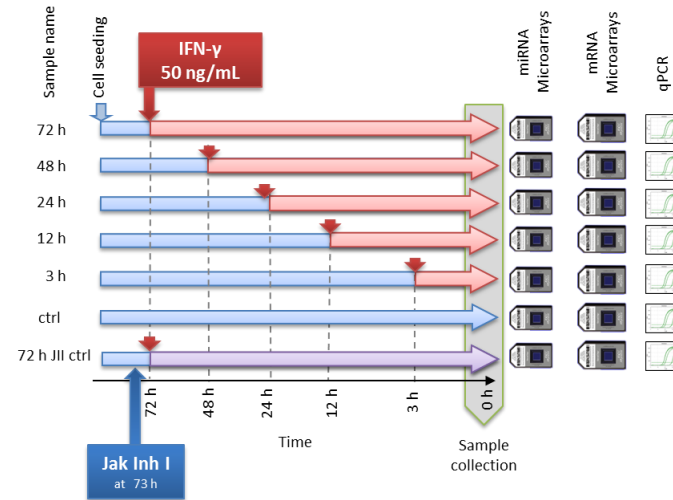 Sample name
Cell seeding
IFN-γ
50 ng/mL
miRNA
Microarrays
mRNA
Microarrays
qPCR
72 h
48 h
24 h
12 h
3 h
ctrl
72 h JII ctrl
72 h
48 h
24 h
12 h
3 h
0 h
Time
Sample
collection
Jak Inh I
at 73 h